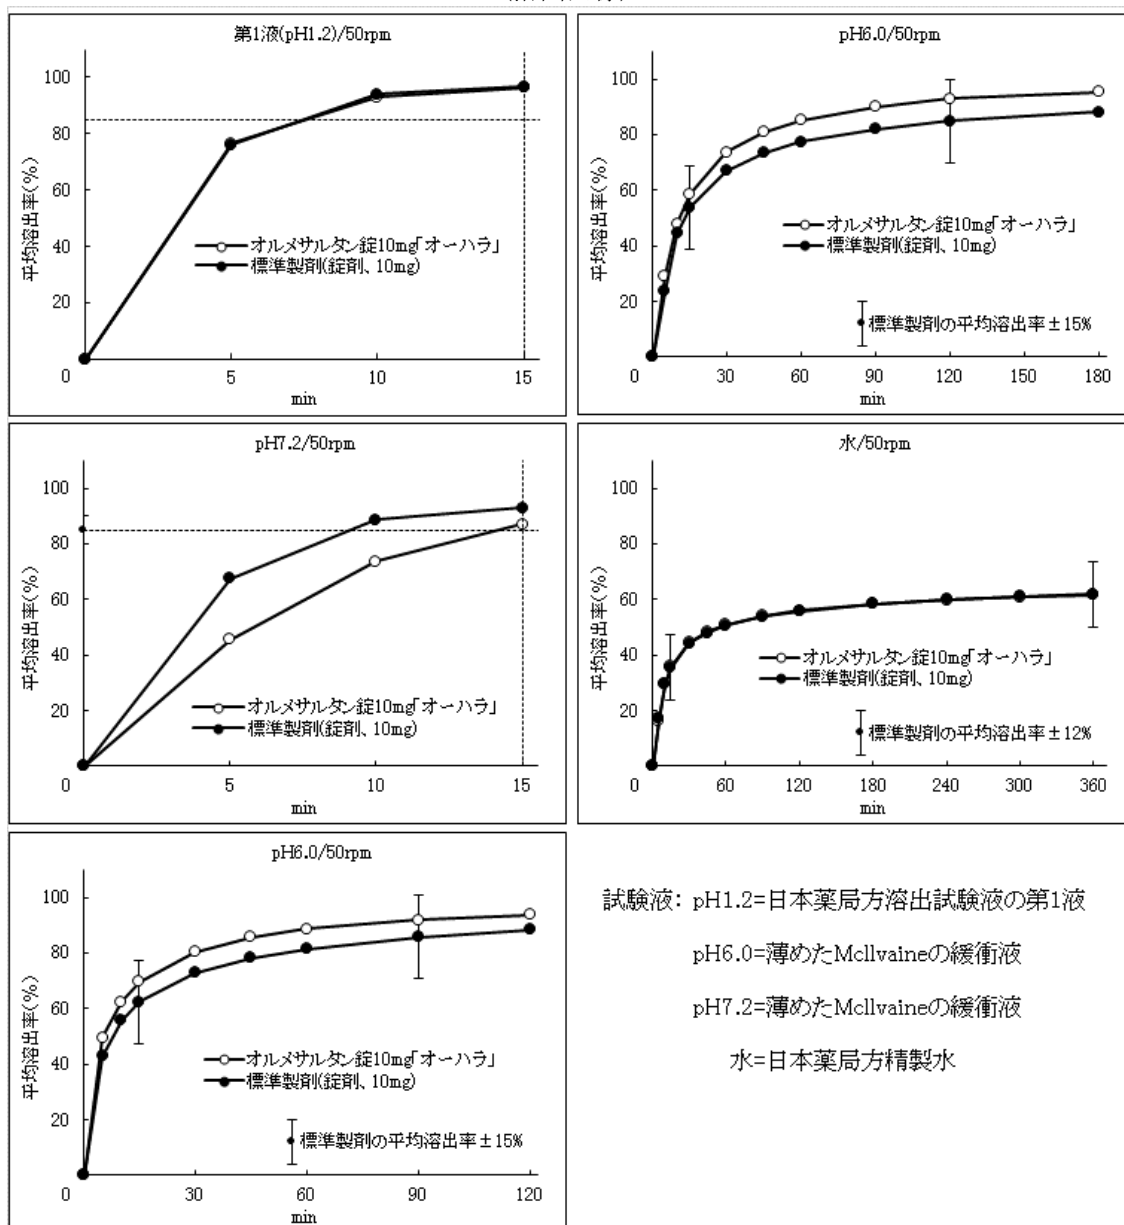 第1液(pH1.2)/50rpm
平均溶出率(%)
100
80
60
40
20
0
5
10
15
min
オルメサルタン錠10mg「オーハラ」
標準製剤(錠剤、10mg)
pH6.0/50rpm
平均溶出率(%)
100
80
60
40
20
0
30
60
90
120
150
180
min
オルメサルタン錠10mg「オーハラ」
標準製剤(錠剤、10mg)
標準製剤の平均溶出率±15%
pH7.2/50rpm
平均溶出率(%)
100
80
60
40
20
0
5
10
15
min
オルメサルタン錠10mg「オーハラ」
標準製剤(錠剤、10mg)
水/50rpm
平均溶出率(%)
100
80
60
40
20
0
60
120
180
240
300
360
min
オルメサルタン錠10mg「オーハラ」
標準製剤(錠剤、10mg)
標準製剤の平均溶出率±12%
pH6.0/50rpm
平均溶出率(%)
100
80
60
40
20
0
30
60
90
120
min
オルメサルタン錠10mg「オーハラ」
標準製剤(錠剤、10mg)
標準製剤の平均溶出率±15%
試験液: pH1.2=日本薬局方溶出試験液の第1液
pH6.0=薄めたMcIlvaineの緩衝液
pH7.2=薄めたMcIlvaineの緩衝液
水=日本薬局方精製水